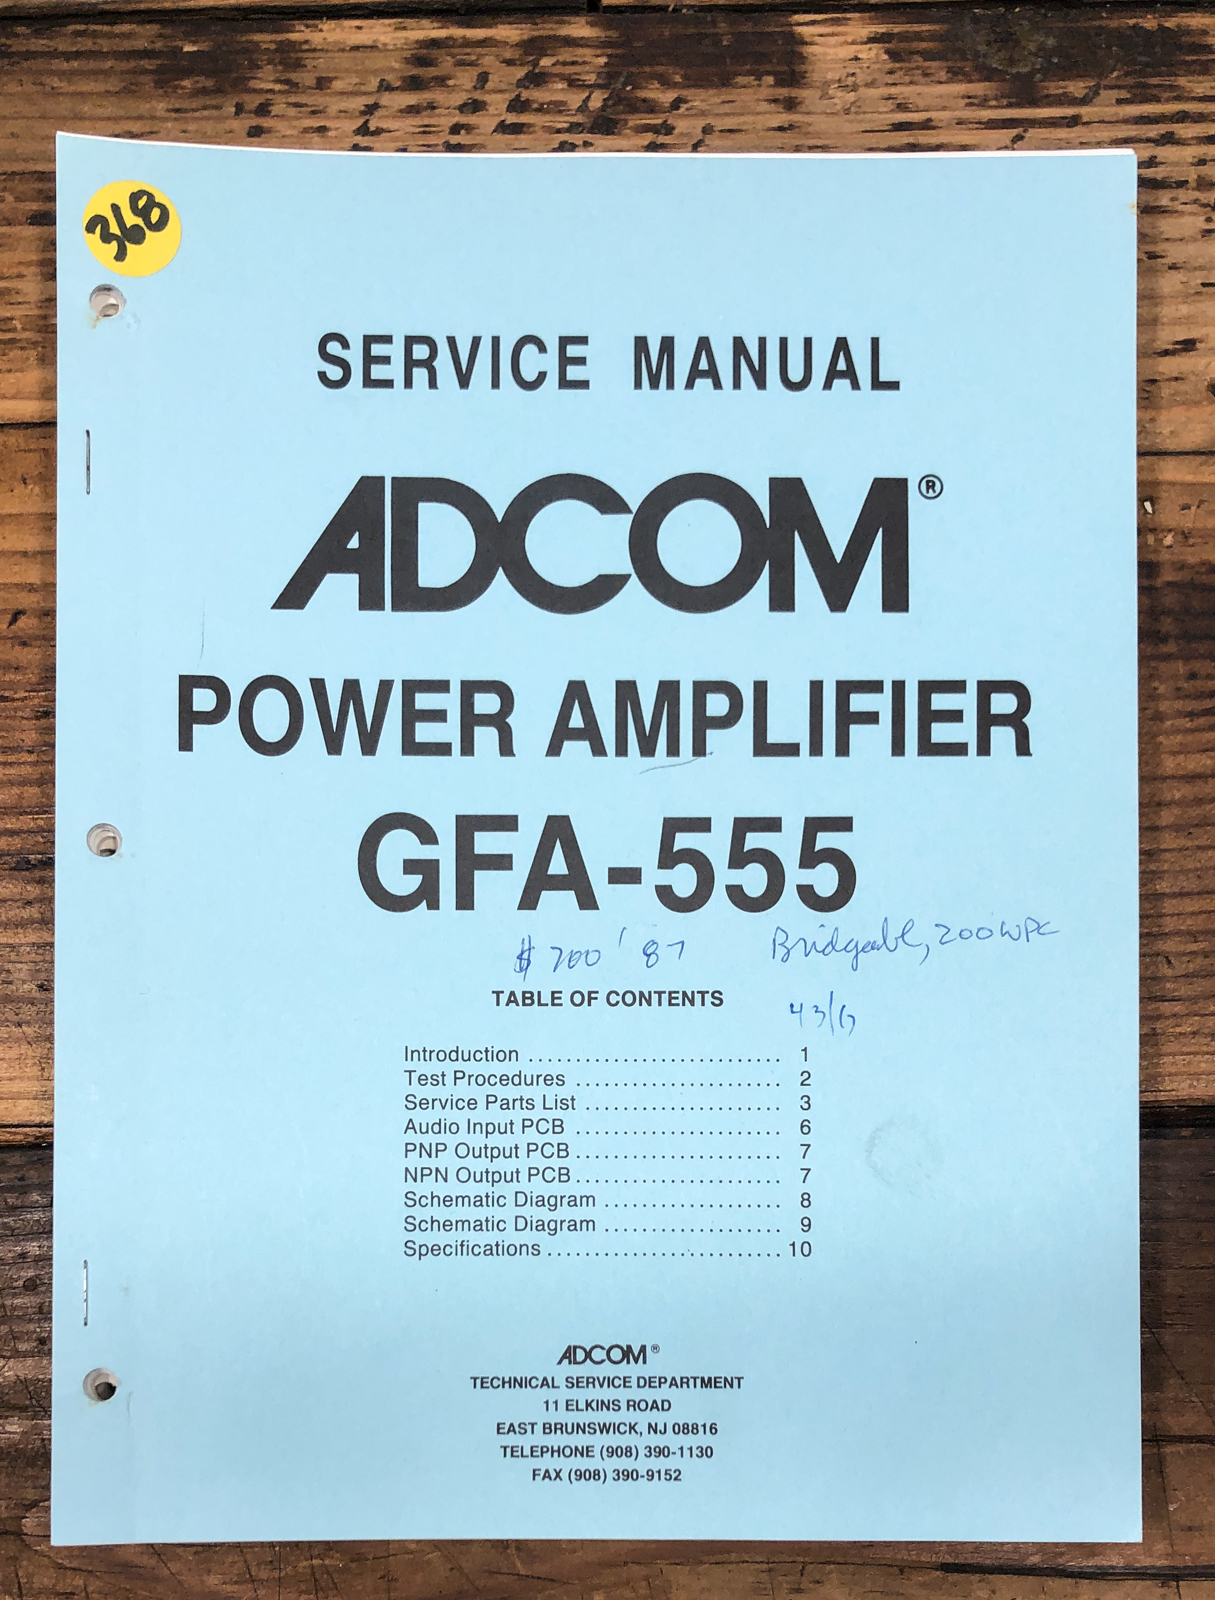 368
SERVICE MANUAL
ADCOM®
POWER AMPLIFIER
GFA-555
$700 '87 Bridgeable, 200WPC
TABLE OF CONTENTS
Introduction ........................... 1
Test Procedures ...................... 2
Service Parts List ..................... 3
Audio Input PCB ...................... 6
PNP Output PCB ...................... 7
NPN Output PCB ...................... 7
Schematic Diagram ................... 8
Schematic Diagram ................... 9
Specifications ......................... 10
ADCOM®
TECHNICAL SERVICE DEPARTMENT
11 ELKINS ROAD
EAST BRUNSWICK, NJ 08816
TELEPHONE (908) 390-1130
FAX (908) 390-9152